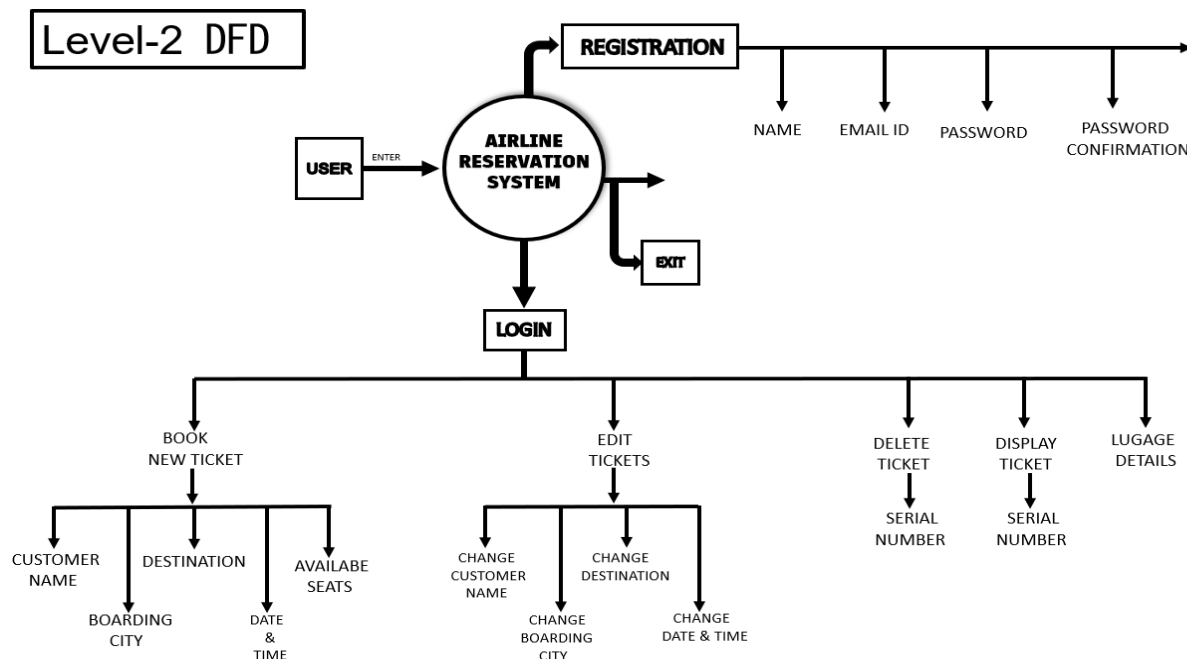 Level-2 DFD
REGISTRATION
NAME
EMAIL ID
PASSWORD
PASSWORD
CONFIRMATION
USER
ENTER
AIRLINE
RESERVATION
SYSTEM
EXIT
LOGIN
BOOK
NEW TICKET
EDIT
TICKETS
DELETE
TICKET
DISPLAY
TICKET
LUGAGE
DETAILS
CUSTOMER
NAME
BOARDING
CITY
DESTINATION
DATE
&
TIME
AVAILABE
SEATS
CHANGE
CUSTOMER
NAME
CHANGE
BOARDING
CITY
CHANGE
DESTINATION
CHANGE
DATE & TIME
SERIAL
NUMBER
SERIAL
NUMBER